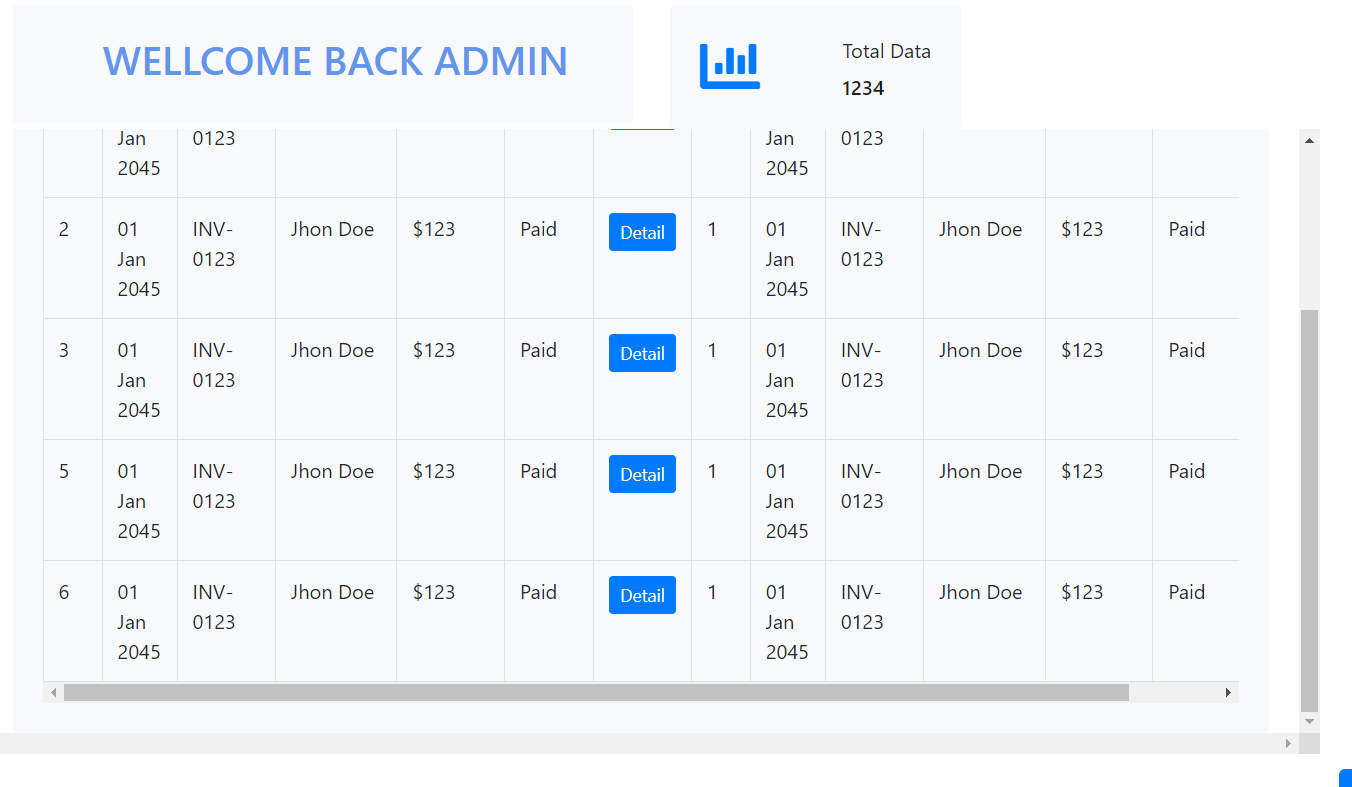 WELLCOME BACK ADMIN
Total Data
1234
Jan 0123 Jan 0123
2045 2045
2 01 INV- Jhon Doe $123 Paid Detail 1 01 INV- Jhon Doe $123 Paid
Jan 0123 Jan 0123
2045 2045
3 01 INV- Jhon Doe $123 Paid Detail 1 01 INV- Jhon Doe $123 Paid
Jan 0123 Jan 0123
2045 2045
5 01 INV- Jhon Doe $123 Paid Detail 1 01 INV- Jhon Doe $123 Paid
Jan 0123 Jan 0123
2045 2045
6 01 INV- Jhon Doe $123 Paid Detail 1 01 INV- Jhon Doe $123 Paid
Jan 0123 Jan 0123
2045 2045